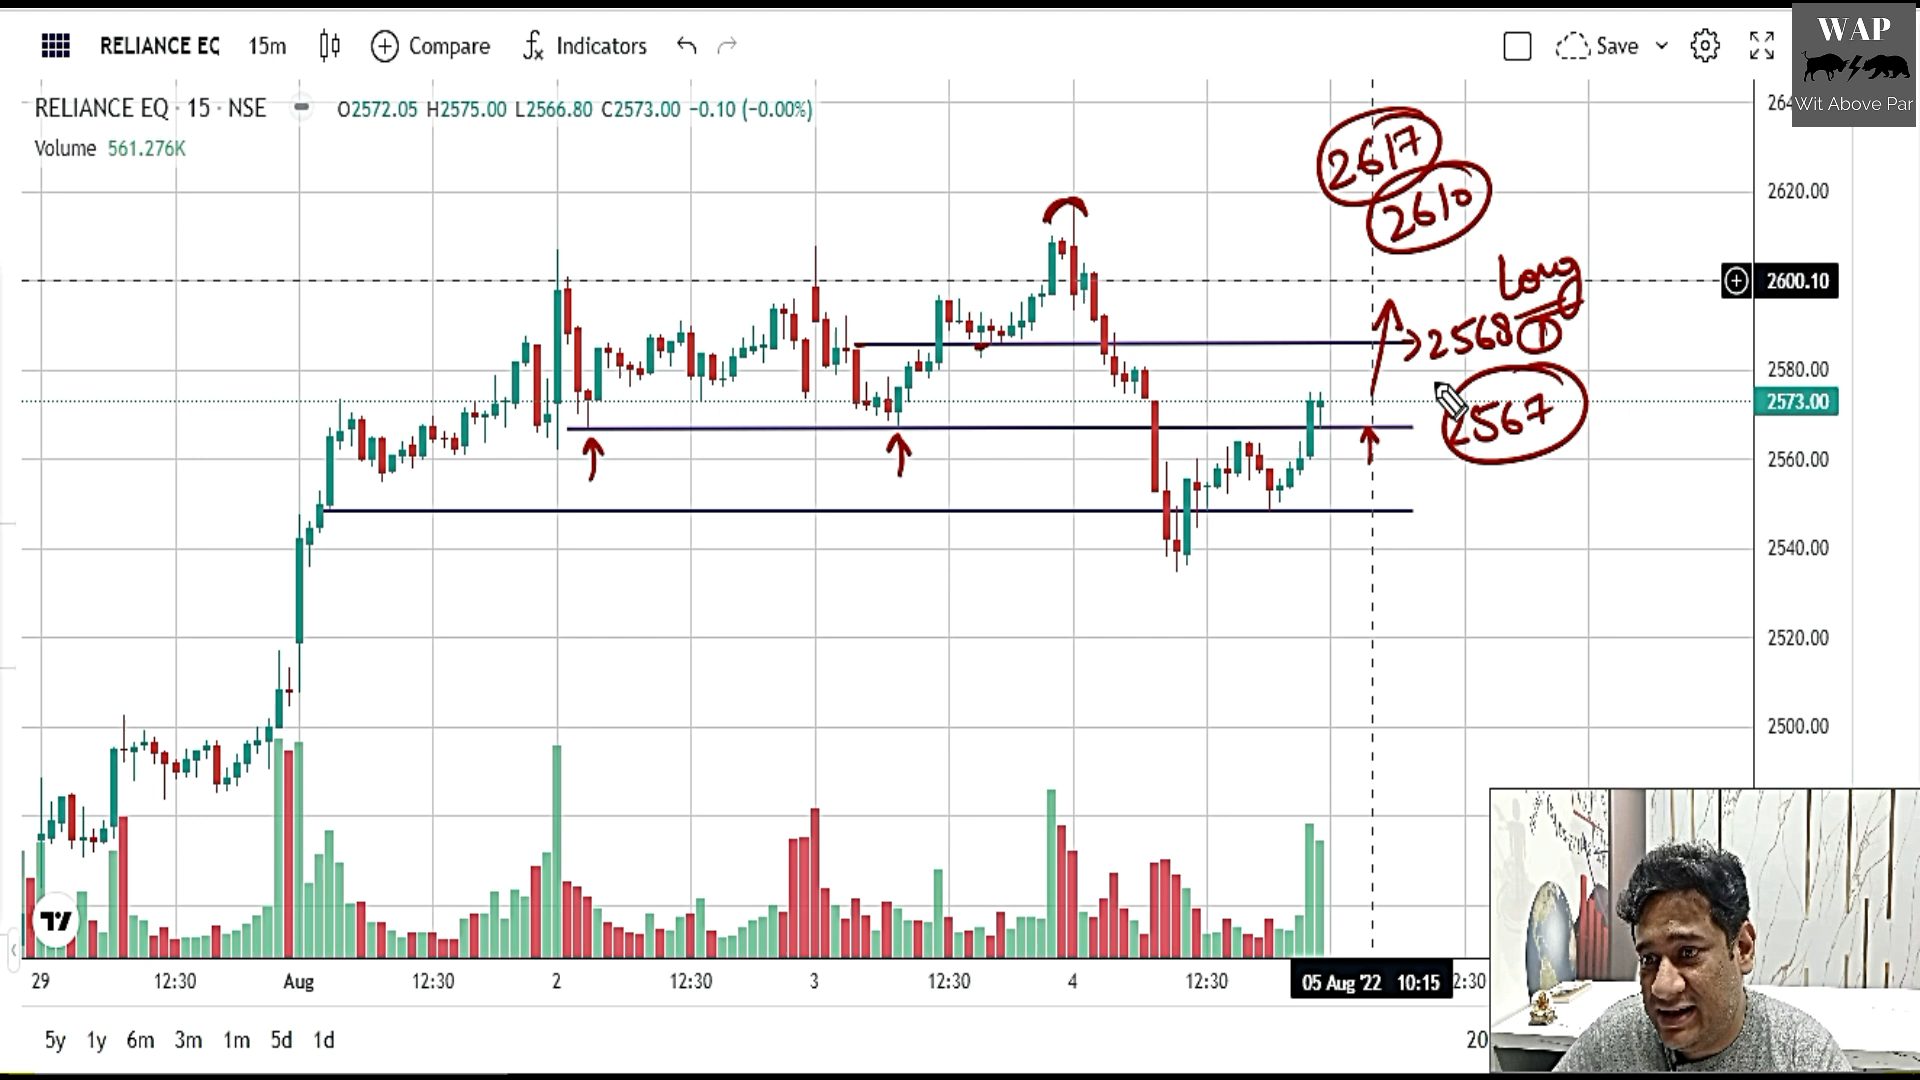 RELIANCE EQ 15m Compare Indicators Save
WAP
Wit Above Par
RELIANCE EQ · 15 · NSE O2572.05 H2575.00 L2566.80 C2573.00 −0.10 (−0.00%)
Volume 561.276K
2617
2610
2620.00
Long
2600.10
2568
2580.00
2573.00
2567
2560.00
2540.00
2520.00
2500.00
29 12:30 Aug 12:30 2 12:30 3 12:30 4 12:30 05 Aug '22 10:15 2:30
5y 1y 6m 3m 1m 5d 1d 20